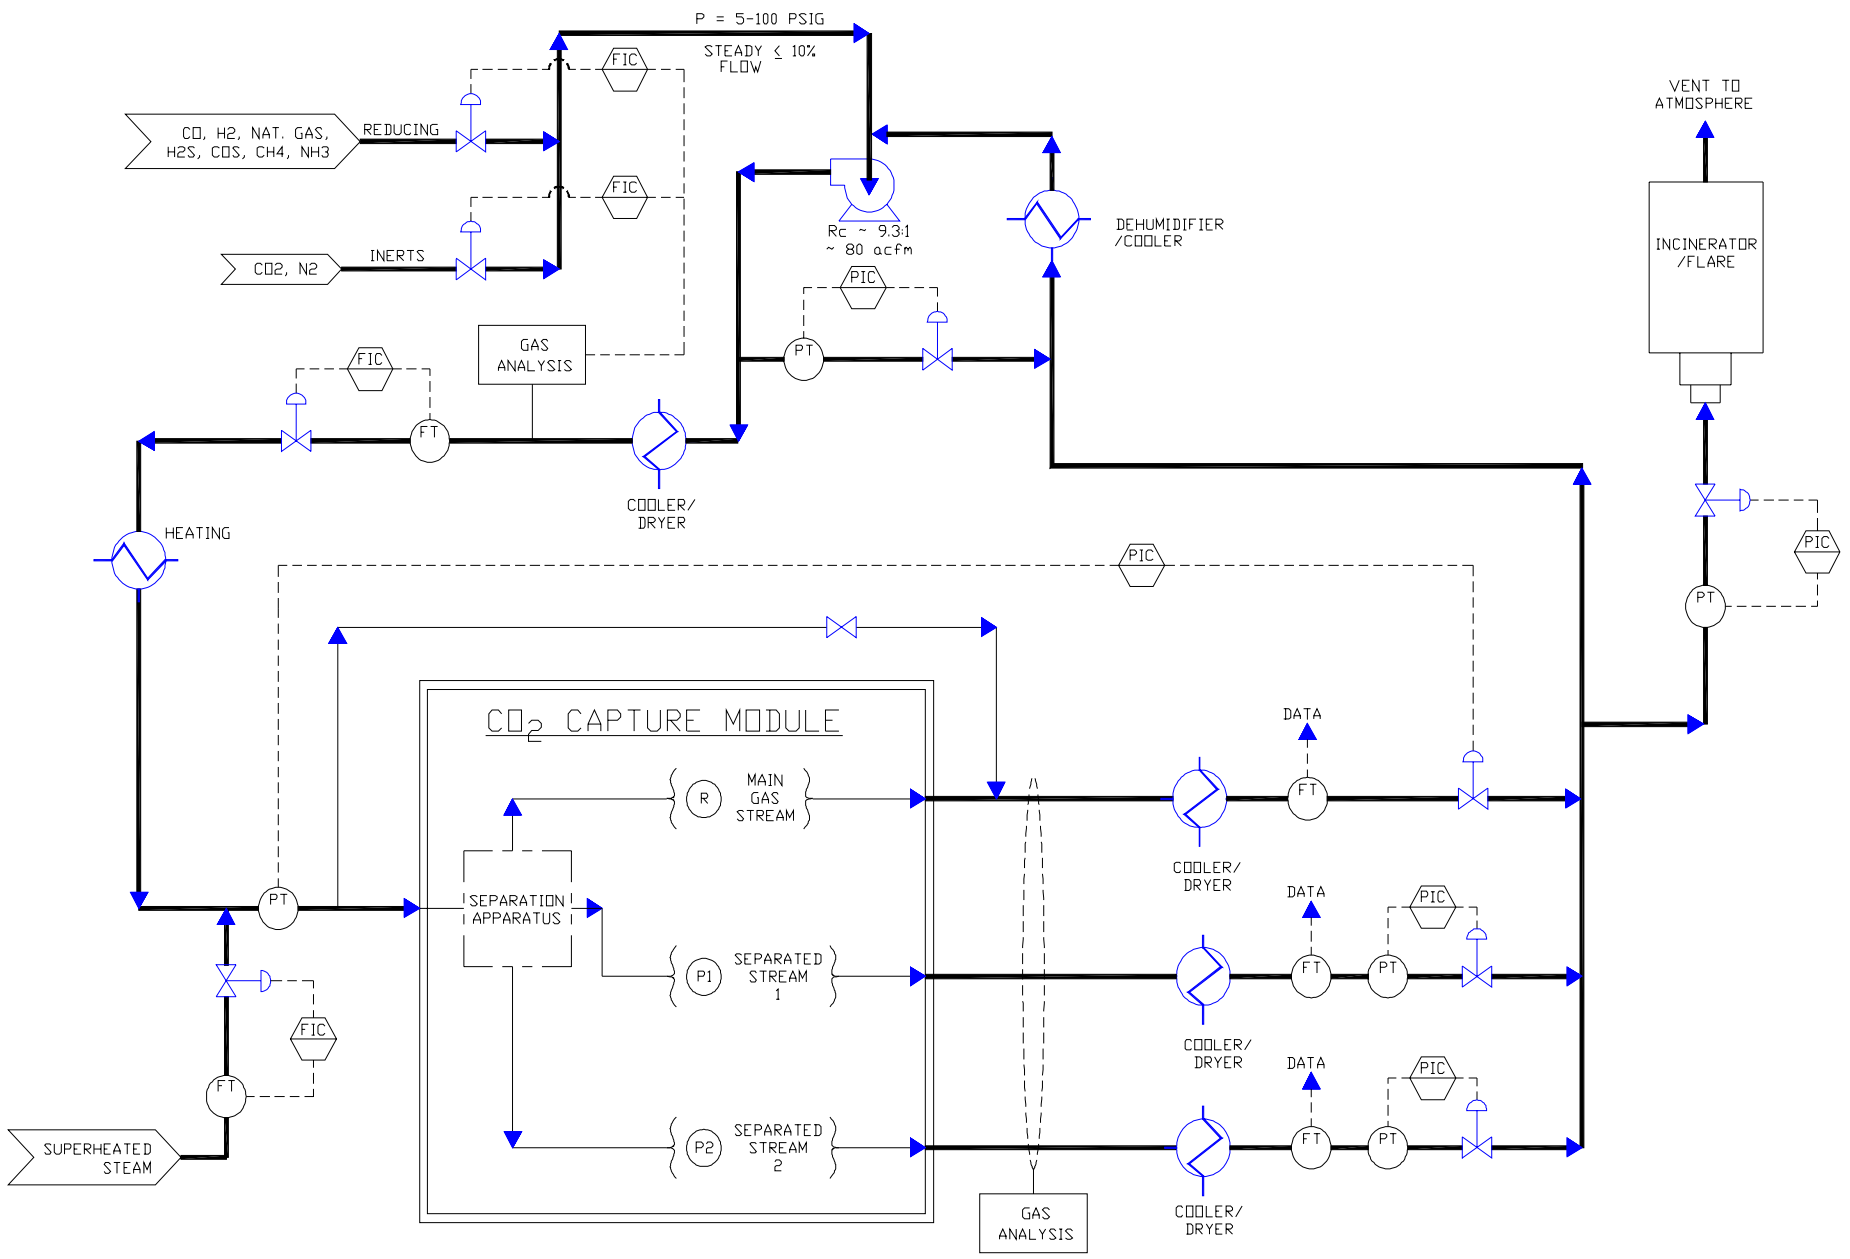 P = 5-100 PSIG
STEADY ≤ 10%
FLOW
FIC
VENT TO
ATMOSPHERE
CO, H2, NAT. GAS,
H2S, COS, CH4, NH3
REDUCING
FIC
Rc ~ 9.3:1
~ 80 acfm
DEHUMIDIFIER
/COOLER
INCINERATOR
/FLARE
CO2, N2
INERTS
PIC
GAS
ANALYSIS
PT
FIC
FT
COOLER/
DRYER
HEATING
PIC
PIC
PT
CO2 CAPTURE MODULE
DATA
R
MAIN
GAS
STREAM
FT
COOLER/
DRYER
PT
SEPARATION
APPARATUS
DATA
PIC
P1
SEPARATED
STREAM
1
FT
PT
FIC
COOLER/
DRYER
FT
DATA
PIC
SUPERHEATED
STEAM
P2
SEPARATED
STREAM
2
FT
PT
COOLER/
DRYER
GAS
ANALYSIS